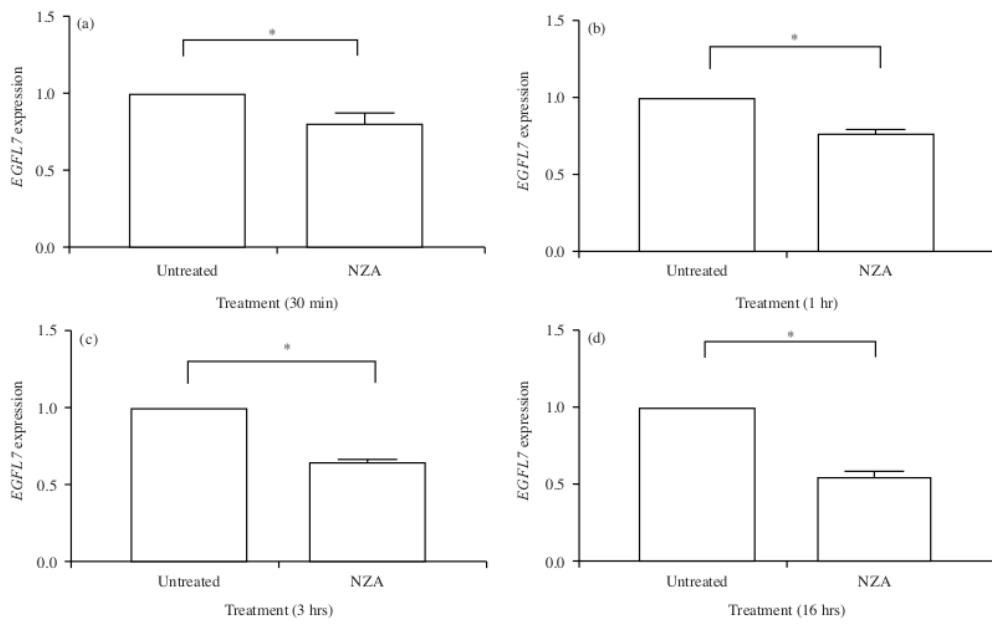 (a)
*
1.5
1.0
0.5
0.0
EGFL7 expression
Untreated
NZA
Treatment (30 min)
(b)
*
1.5
1.0
0.5
0.0
EGFL7 expression
Untreated
NZA
Treatment (1 hr)
(c)
*
1.5
1.0
0.5
0.0
EGFL7 expression
Untreated
NZA
Treatment (3 hrs)
(d)
*
1.5
1.0
0.5
0.0
EGFL7 expression
Untreated
NZA
Treatment (16 hrs)